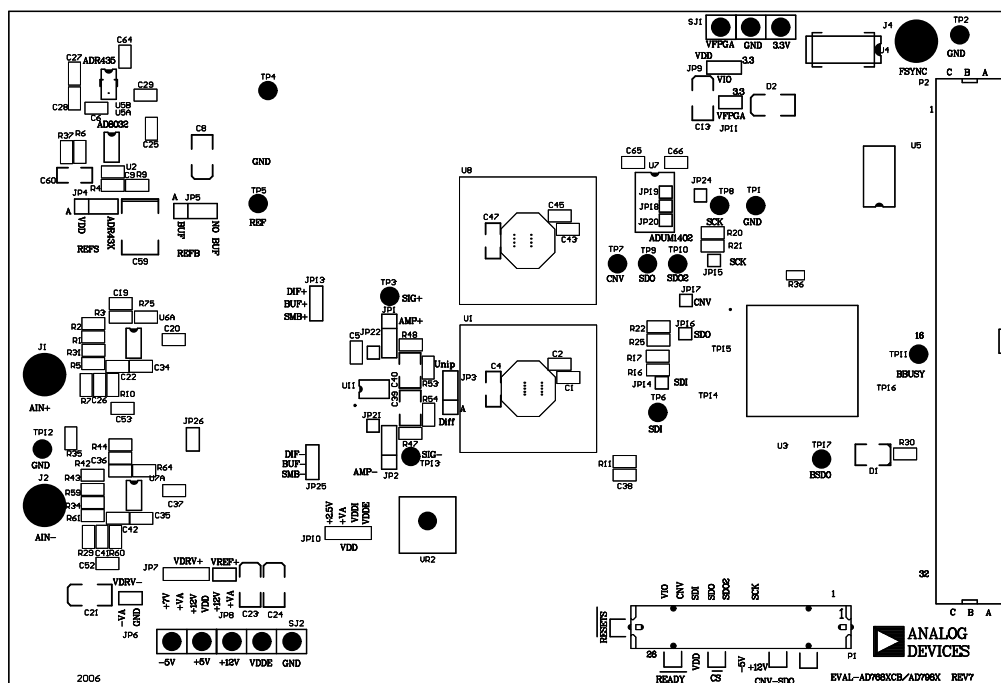 SJ1
VFPGA GND 3.3V
J4
J4
FSYNC
TP2
GND
C B A
P2
1
C64
C27
ADR435
C29
U5B
U5A
C28
C6
AD8032
C25
R37
R6
C8
TP4
GND
C60
U2
C9
R9
R4
JP4
JP5
A
VDD
ADR43X
REFS
C59
A
BUF
NO BUF
REFB
TP5
REF
VDD
3.3
JP9
VIO
3.3
VFPGA
C13
JP11
D2
U5
C65
U7
C66
JP24
JP19
JP18
JP20
ADUM1402
TP8
SCK
TP1
GND
R20
R21
JP15
SCK
TP7
CNV
TP9
SDO
TP10
SDO2
JP17
CNV
R36
U8
C47
C45
C43
U1
C4
C2
C1
R22
R25
JP16
SDO
R17
R16
JP14
SDI
TP6
SDI
TP15
TP14
16
TP11
BBUSY
TP16
U3
TP17
BSDO
D1
R30
R11
C38
JP13
DIF+
BUF+
SMB+
TP3
SIG+
JP1
AMP+
JP22
C5
R48
C40
R53
Unip
JP3
A
Diff
U11
C39
R54
JP21
R47
SIG-
TP13
AMP-
JP2
DIF-
BUF-
SMB-
JP25
C19
R3
R75
U6A
R2
C20
R1
R31
R5
C34
C22
R7
C26
R10
C53
J1
AIN+
TP12
GND
R35
JP26
R44
C36
R42
R64
R43
U7A
R59
C37
R34
R61
C35
C42
J2
AIN-
R29
C41
R60
C52
+2.5V
+VA
VDDI
VDDE
JP10
VDD
VR2
C21
VDRV-
-VA
GND
JP6
JP7
VDRV+
+7V
+VA
+12V
VDD
VREF+
+12V
+VA
JP8
C23
C24
SJ2
-5V +5V +12V VDDE GND
32
C B A
VIO
CNV
SDI
SDO
SDO2
SCK
1
1
RESETS
26
READY
VDD
CS
-5V
+12V
CNV-SDO
P1
ANALOG
DEVICES
2006
EVAL-AD768XCB/AD798X REV7